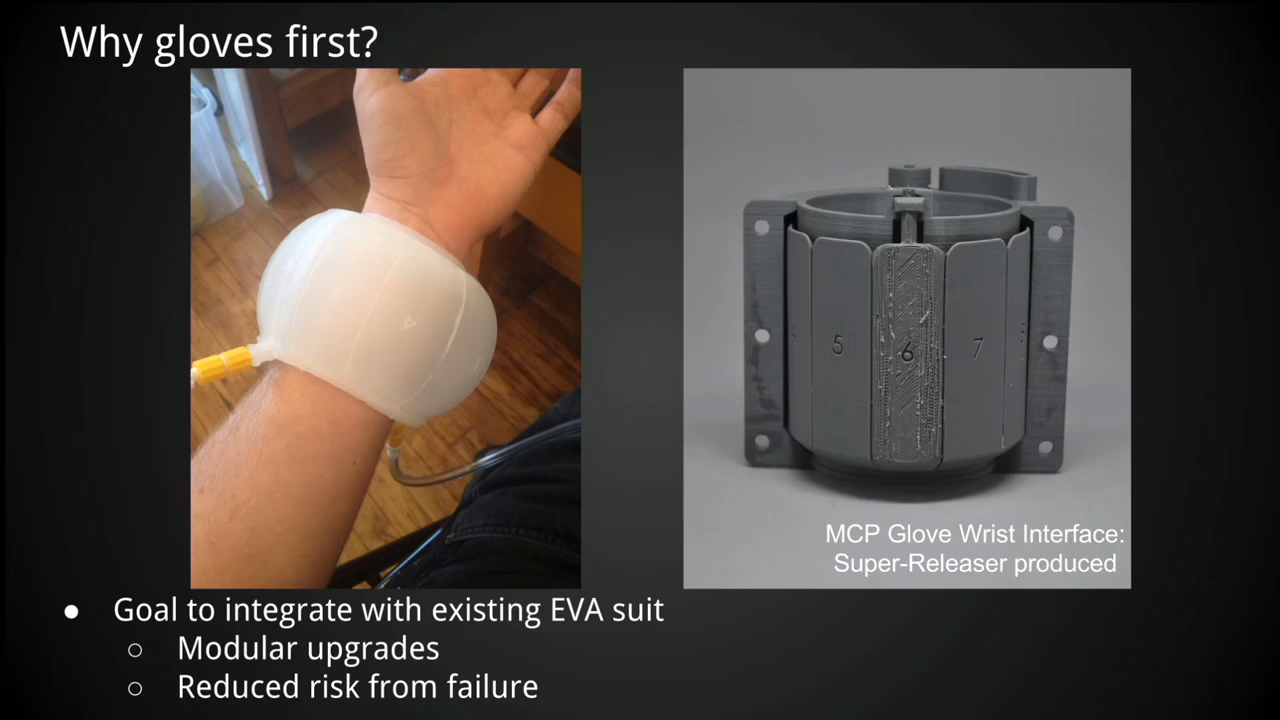 Why gloves first?
5
6
7
MCP Glove Wrist Interface:
Super-Releaser produced
Goal to integrate with existing EVA suit
Modular upgrades
Reduced risk from failure